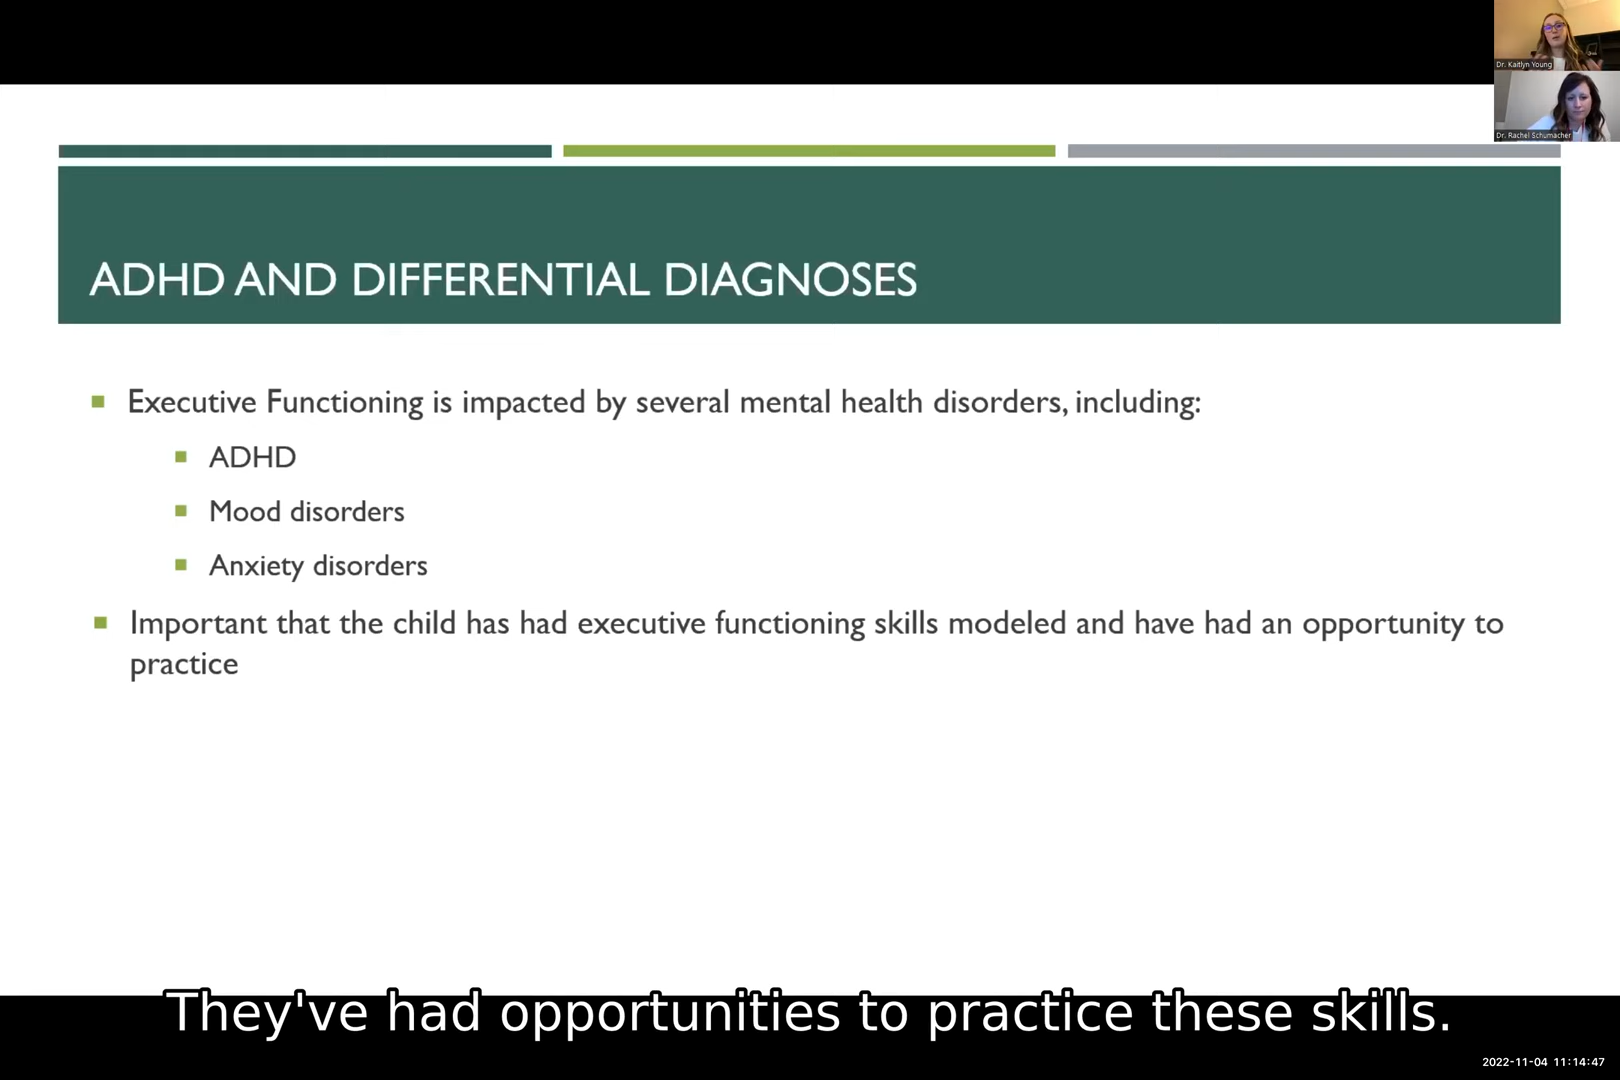 Dr. Kaitlyn Young
Dr. Rachel Schumacher
ADHD AND DIFFERENTIAL DIAGNOSES
Executive Functioning is impacted by several mental health disorders, including:
ADHD
Mood disorders
Anxiety disorders
Important that the child has had executive functioning skills modeled and have had an opportunity to
practice
They've had opportunities to practice these skills.
2022-11-04 11:14:47